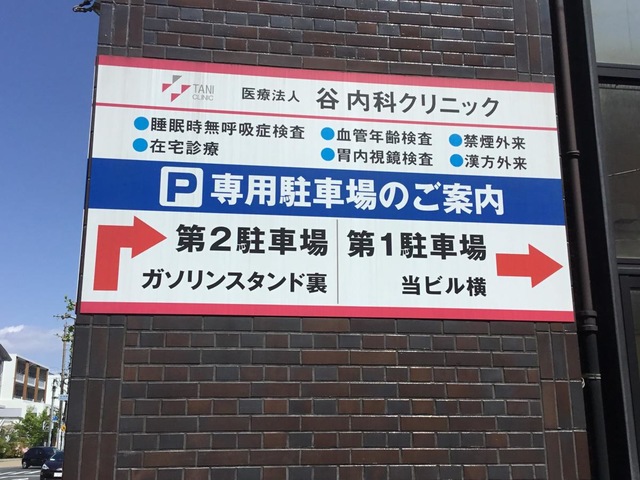 TANI
CLINIC
医療法人 谷 内科クリニック
●睡眠時無呼吸症検査 ●血管年齢検査 ●禁煙外来
●在宅診療 ●胃内視鏡検査 ●漢方外来
P 専用駐車場のご案内
第2駐車場
ガソリンスタンド裏
第1駐車場
当ビル横